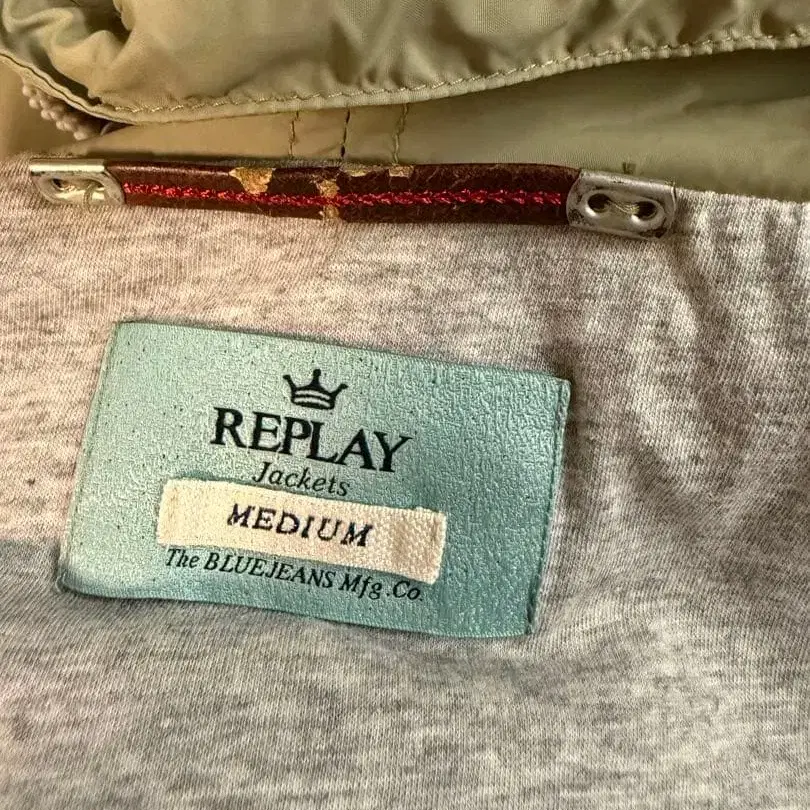 REPLAY
Jackets
MEDIUM
The BLUEJEANS Mfg.Co.